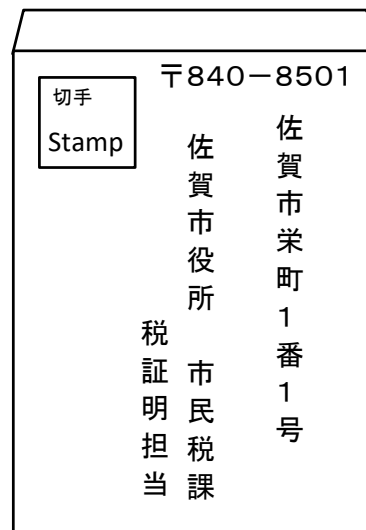 切手
Stamp
〒840－8501
佐賀市栄町1番1号
佐賀市役所　市民税課
税証明担当